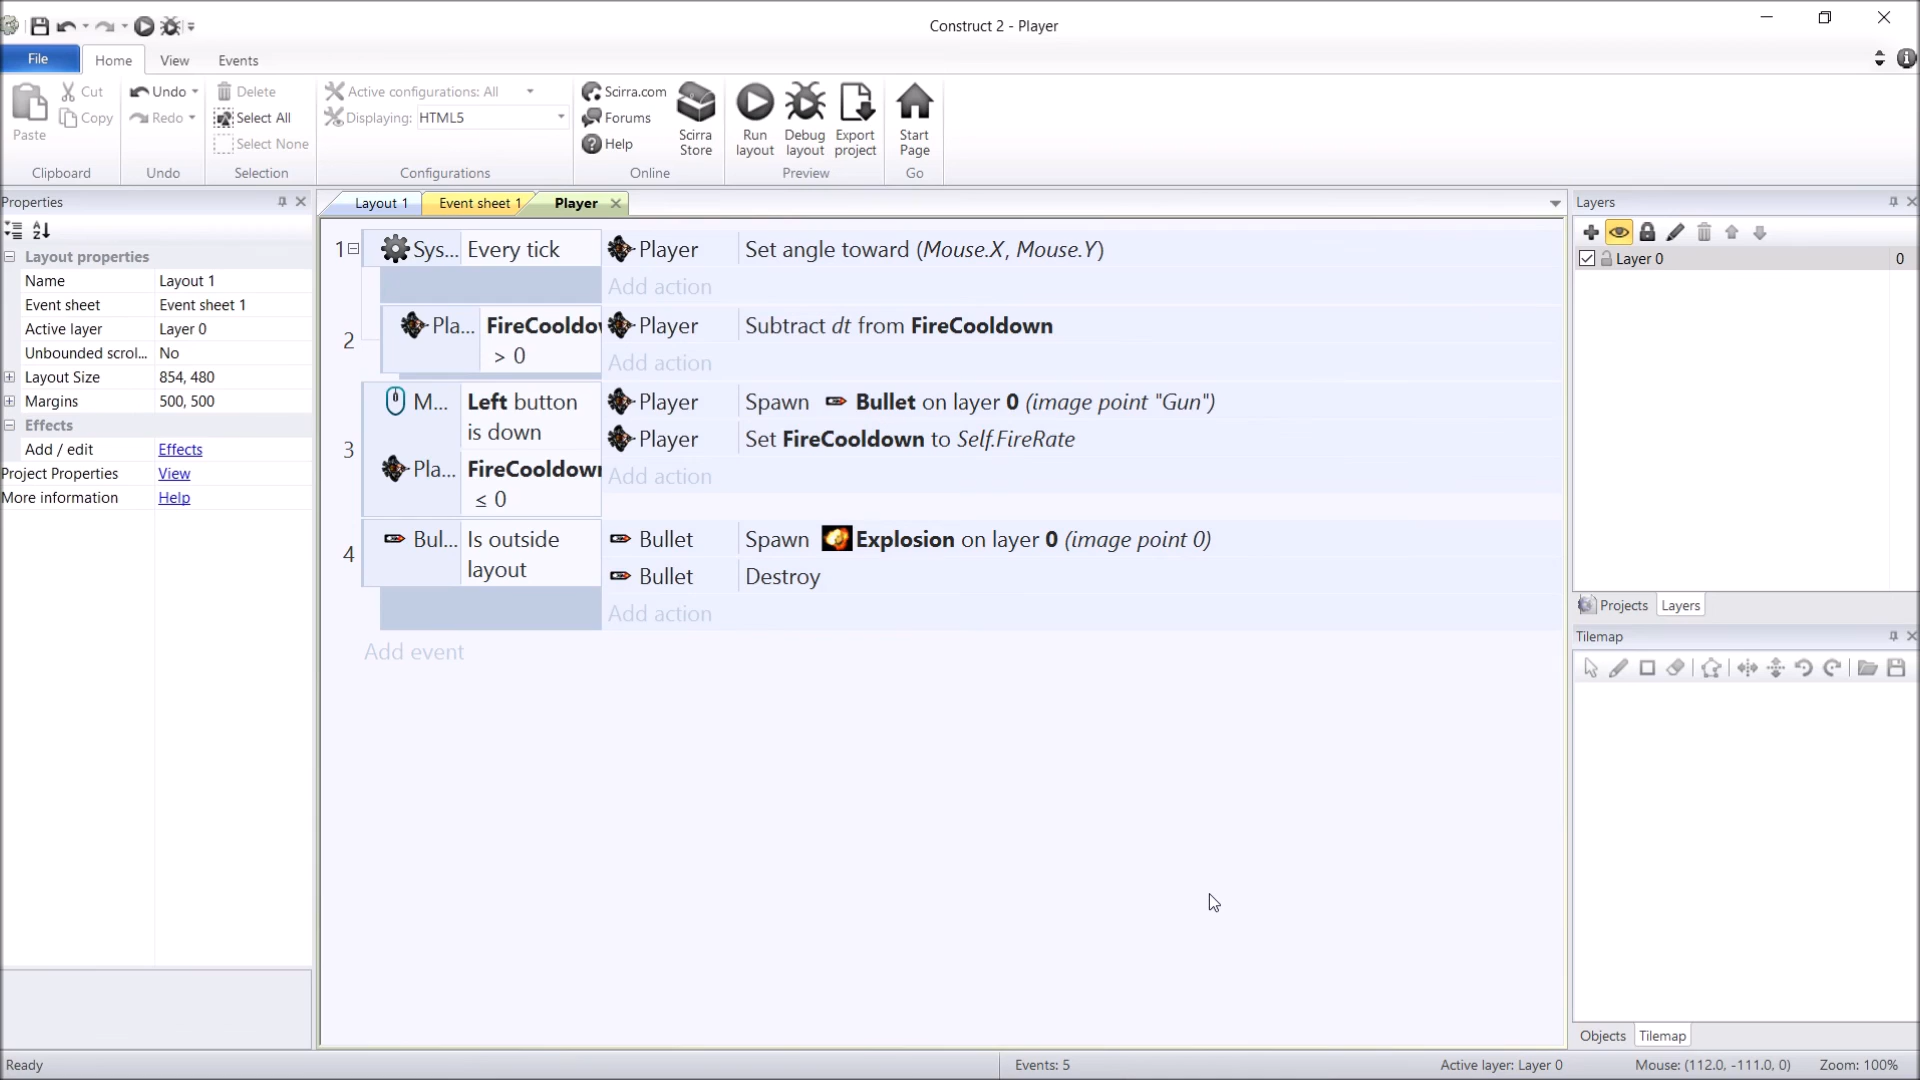 Construct 2 - Player
File Home View Events
Paste
Cut
Copy
Clipboard
Undo
Redo
Undo
Delete
Select All
Select None
Selection
Active configurations: All
Displaying: HTML5
Configurations
Scirra.com
Forums
Help
Scirra Store
Online
Run layout
Debug layout
Export project
Preview
Start Page
Go
Properties
Layout properties
Name Layout 1
Event sheet Event sheet 1
Active layer Layer 0
Unbounded scrol... No
Layout Size 854, 480
Margins 500, 500
Effects
Add / edit Effects
Project Properties View
More information Help
Layout 1 Event sheet 1 Player
1 Sys... Every tick Player Set angle toward (Mouse.X, Mouse.Y)
Add action
2 Pla... FireCooldow Player Subtract dt from FireCooldown
> 0
Add action
3 M... Left button is down Player Spawn Bullet on layer 0 (image point "Gun")
Player Set FireCooldown to Self.FireRate
Pla... FireCooldown
≤ 0
Add action
4 Bul... Is outside layout Bullet Spawn Explosion on layer 0 (image point 0)
Bullet Destroy
Add action
Add event
Layers
Layer 0 0
Projects Layers
Tilemap
Objects Tilemap
Ready Events: 5 Active layer: Layer 0 Mouse: (112.0, -111.0, 0) Zoom: 100%